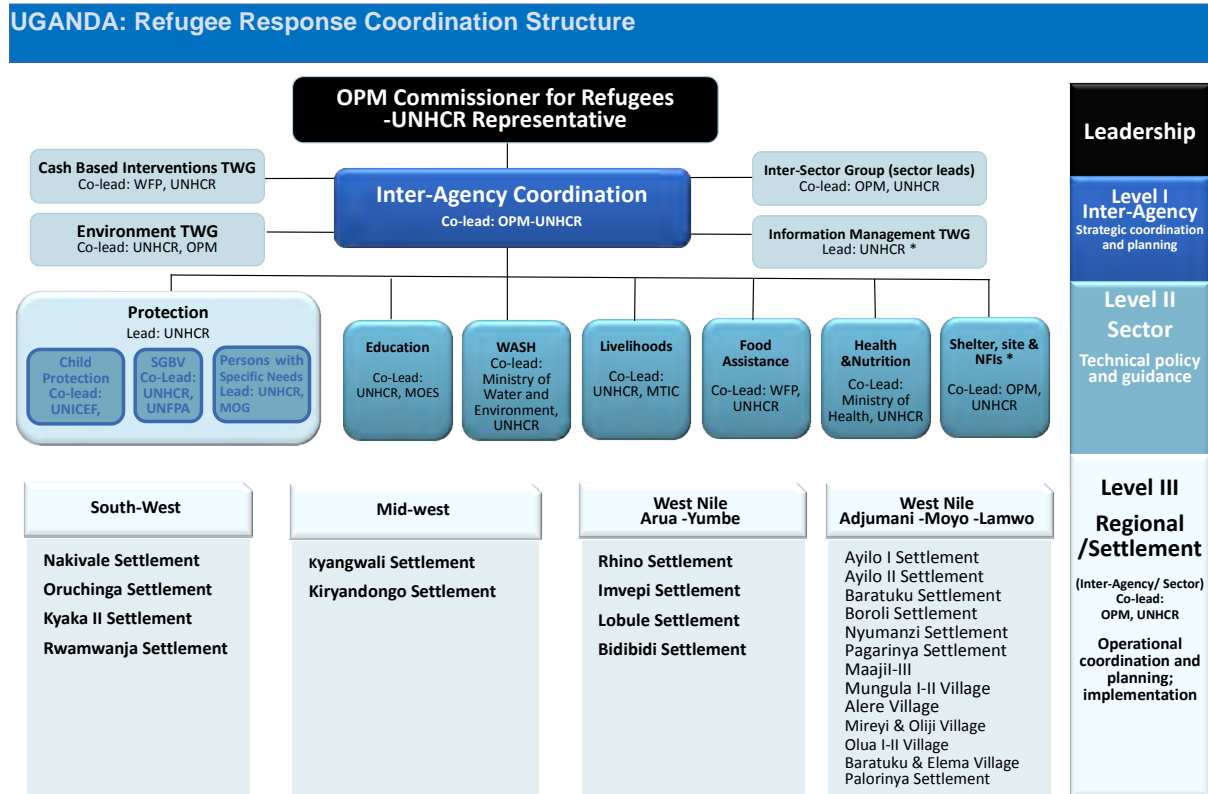 UGANDA: Refugee Response Coordination Structure
OPM Commissioner for Refugees
-UNHCR Representative
Leadership
Cash Based Interventions TWG
Co-lead: WFP, UNHCR
Inter-Sector Group (sector leads)
Co-lead: OPM, UNHCR
Inter-Agency Coordination
Co-lead: OPM-UNHCR
Environment TWG
Co-lead: UNHCR, OPM
Information Management TWG
Lead: UNHCR *
Level I
Inter-Agency
Strategic coordination
and planning
Protection
Lead: UNHCR
Child
Protection
Co-lead:
UNICEF,
SGBV
Co-Lead:
UNHCR,
UNFPA
Persons with
Specific Needs
Lead: UNHCR,
MOG
Education
Co-Lead:
UNHCR, MOES
WASH
Co-lead:
Ministry of
Water and
Environment,
UNHCR
Livelihoods
Co-Lead:
UNHCR, MTIC
Food
Assistance
Co-Lead: WFP,
UNHCR
Health
&Nutrition
Co-Lead:
Ministry of
Health, UNHCR
Shelter, site &
NFIs *
Co-Lead: OPM,
UNHCR
Level II
Sector
Technical policy
and guidance
South-West
Nakivale Settlement
Oruchinga Settlement
Kyaka II Settlement
Rwamwanja Settlement
Mid-west
Kyangwali Settlement
Kiryandongo Settlement
West Nile
Arua -Yumbe
Rhino Settlement
Imvepi Settlement
Lobule Settlement
Bidibidi Settlement
West Nile
Adjumani -Moyo -Lamwo
Ayilo I Settlement
Ayilo II Settlement
Baratuku Settlement
Boroli Settlement
Nyumanzi Settlement
Pagarinya Settlement
MaajiI-III
Mungula I-II Village
Alere Village
Mireyi & Oliji Village
Olua I-II Village
Baratuku & Elema Village
Palorinya Settlement
Level III
Regional
/Settlement
(Inter-Agency/ Sector)
Co-lead:
OPM, UNHCR
Operational
coordination and
planning;
implementation